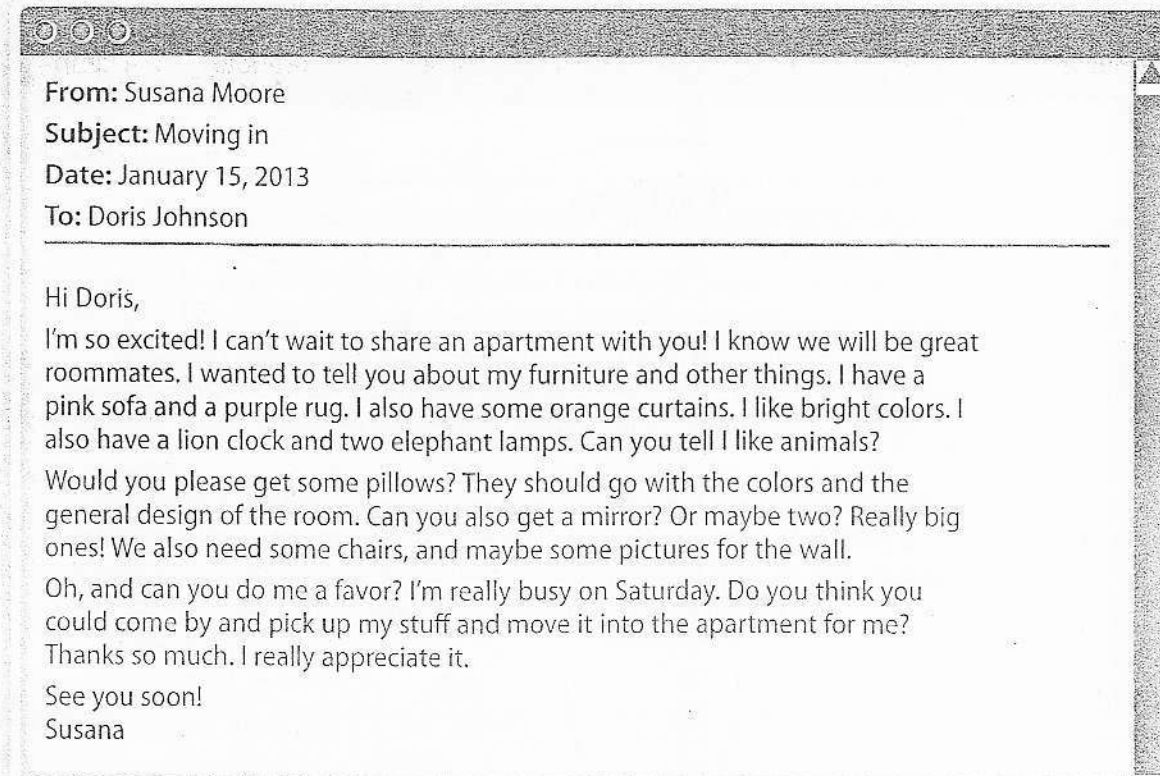 From: Susana Moore
Subject: Moving in
Date: January 15, 2013
To: Doris Johnson
Hi Doris,
I'm so excited! I can't wait to share an apartment with you! I know we will be great
roommates. I wanted to tell you about my furniture and other things. I have a
pink sofa and a purple rug. I also have some orange curtains. I like bright colors. I
also have a lion clock and two elephant lamps. Can you tell I like animals?
Would you please get some pillows? They should go with the colors and the
general design of the room. Can you also get a mirror? Or maybe two? Really big
ones! We also need some chairs, and maybe some pictures for the wall.
Oh, and can you do me a favor? I'm really busy on Saturday. Do you think you
could come by and pick up my stuff and move it into the apartment for me?
Thanks so much. I really appreciate it.
See you soon!
Susana